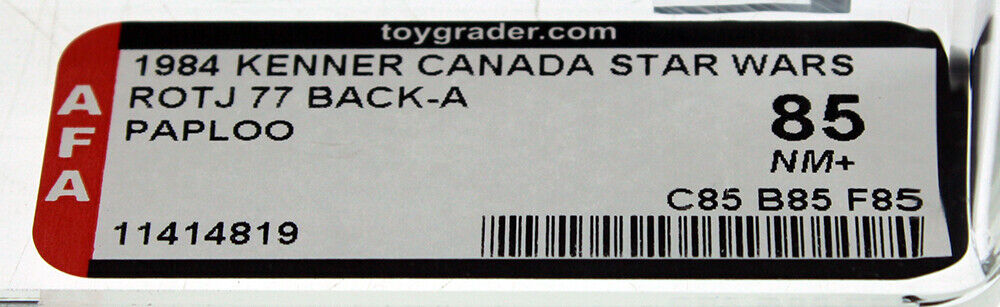 toygrader.com
AFA
1984 KENNER CANADA STAR WARS
ROTJ 77 BACK-A
PAPLOO
85
NM+
C85 B85 F85
11414819